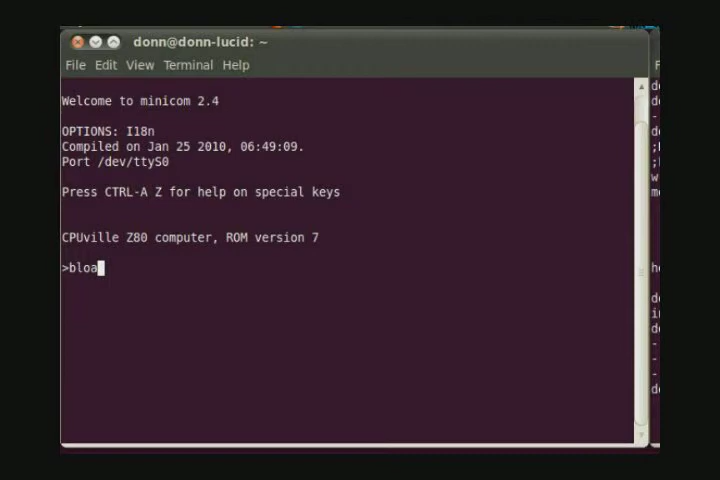 donn@donn-lucid: ~
File Edit View Terminal Help
Welcome to minicom 2.4
OPTIONS: I18n
Compiled on Jan 25 2010, 06:49:09.
Port /dev/ttyS0
Press CTRL-A Z for help on special keys
CPUville Z80 computer, ROM version 7
>bloa